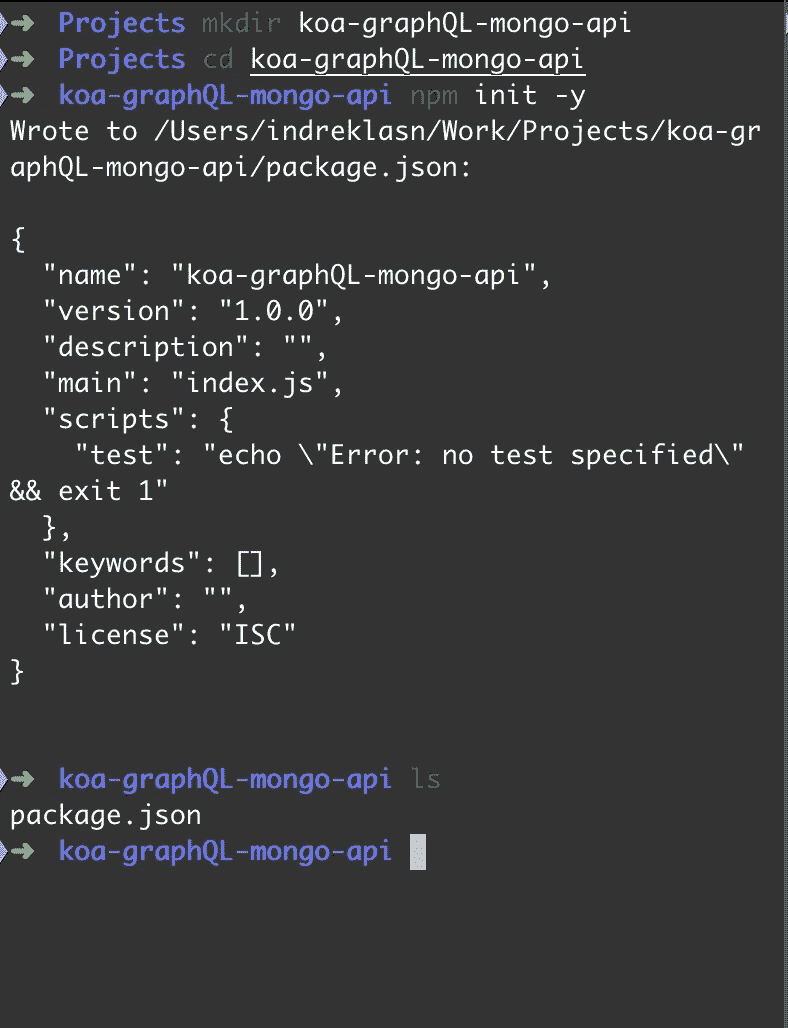 ➜ Projects mkdir koa-graphQL-mongo-api
➜ Projects cd koa-graphQL-mongo-api
➜ koa-graphQL-mongo-api npm init -y
Wrote to /Users/indreklasn/Work/Projects/koa-gr
aphQL-mongo-api/package.json:
{
  "name": "koa-graphQL-mongo-api",
  "version": "1.0.0",
  "description": "",
  "main": "index.js",
  "scripts": {
    "test": "echo \"Error: no test specified\"
&& exit 1"
  },
  "keywords": [],
  "author": "",
  "license": "ISC"
}
➜ koa-graphQL-mongo-api ls
package.json
➜ koa-graphQL-mongo-api